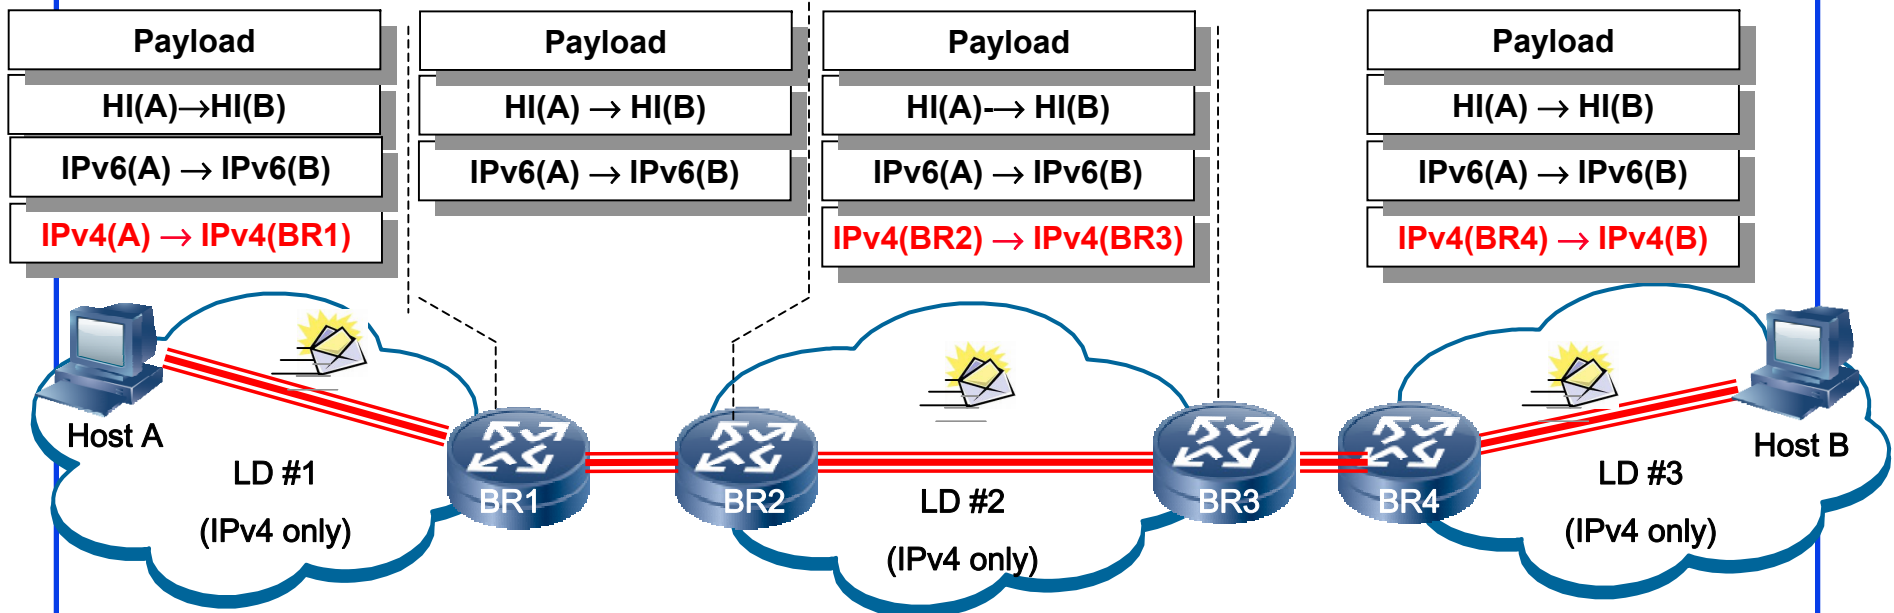 Payload
HI(A)→HI(B)
IPv6(A) → IPv6(B)
IPv4(A) → IPv4(BR1)
Payload
HI(A) → HI(B)
IPv6(A) → IPv6(B)
Payload
HI(A)-→ HI(B)
IPv6(A) → IPv6(B)
IPv4(BR2) → IPv4(BR3)
Payload
HI(A) → HI(B)
IPv6(A) → IPv6(B)
IPv4(BR4) → IPv4(B)
Host A
LD #1
(IPv4 only)
BR1
BR2
LD #2
(IPv4 only)
BR3
BR4
LD #3
(IPv4 only)
Host B